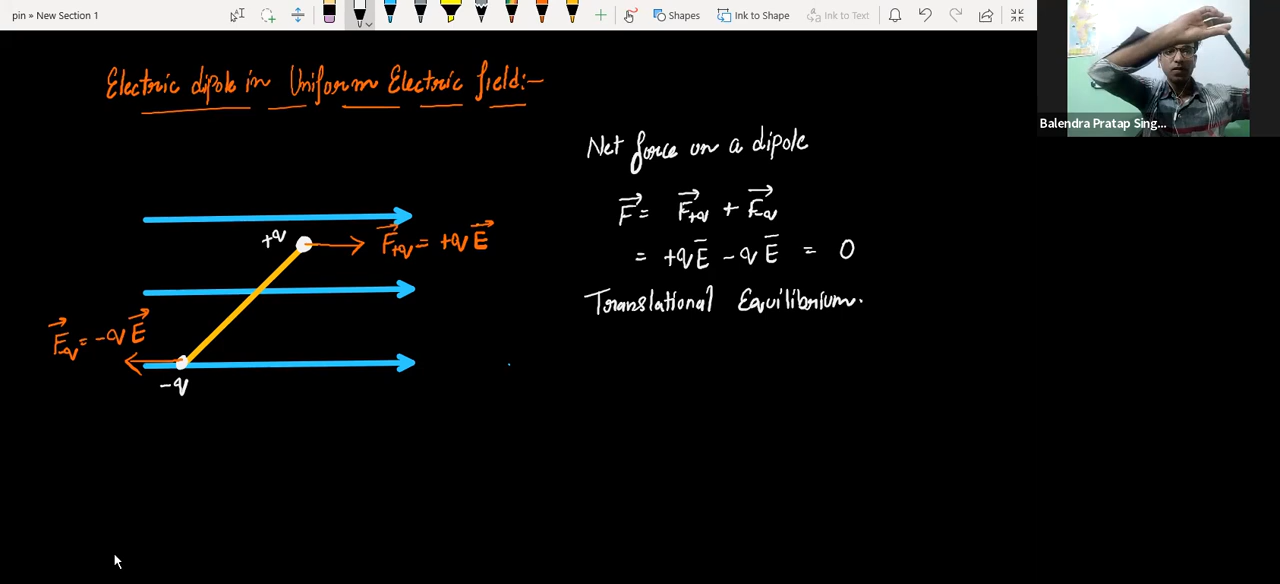 pin » New Section 1
Shapes
Ink to Shape
Ink to Text
Balendra Pratap Sing...
Electric dipole in Uniform Electric field:-
Net force on a dipole
F⃗ = F⃗+q + F⃗-q
= +qE̅ - qE̅ = 0
Translational Equilibrium.
+q
F⃗+q = +qE⃗
F⃗-q = -qE⃗
-q